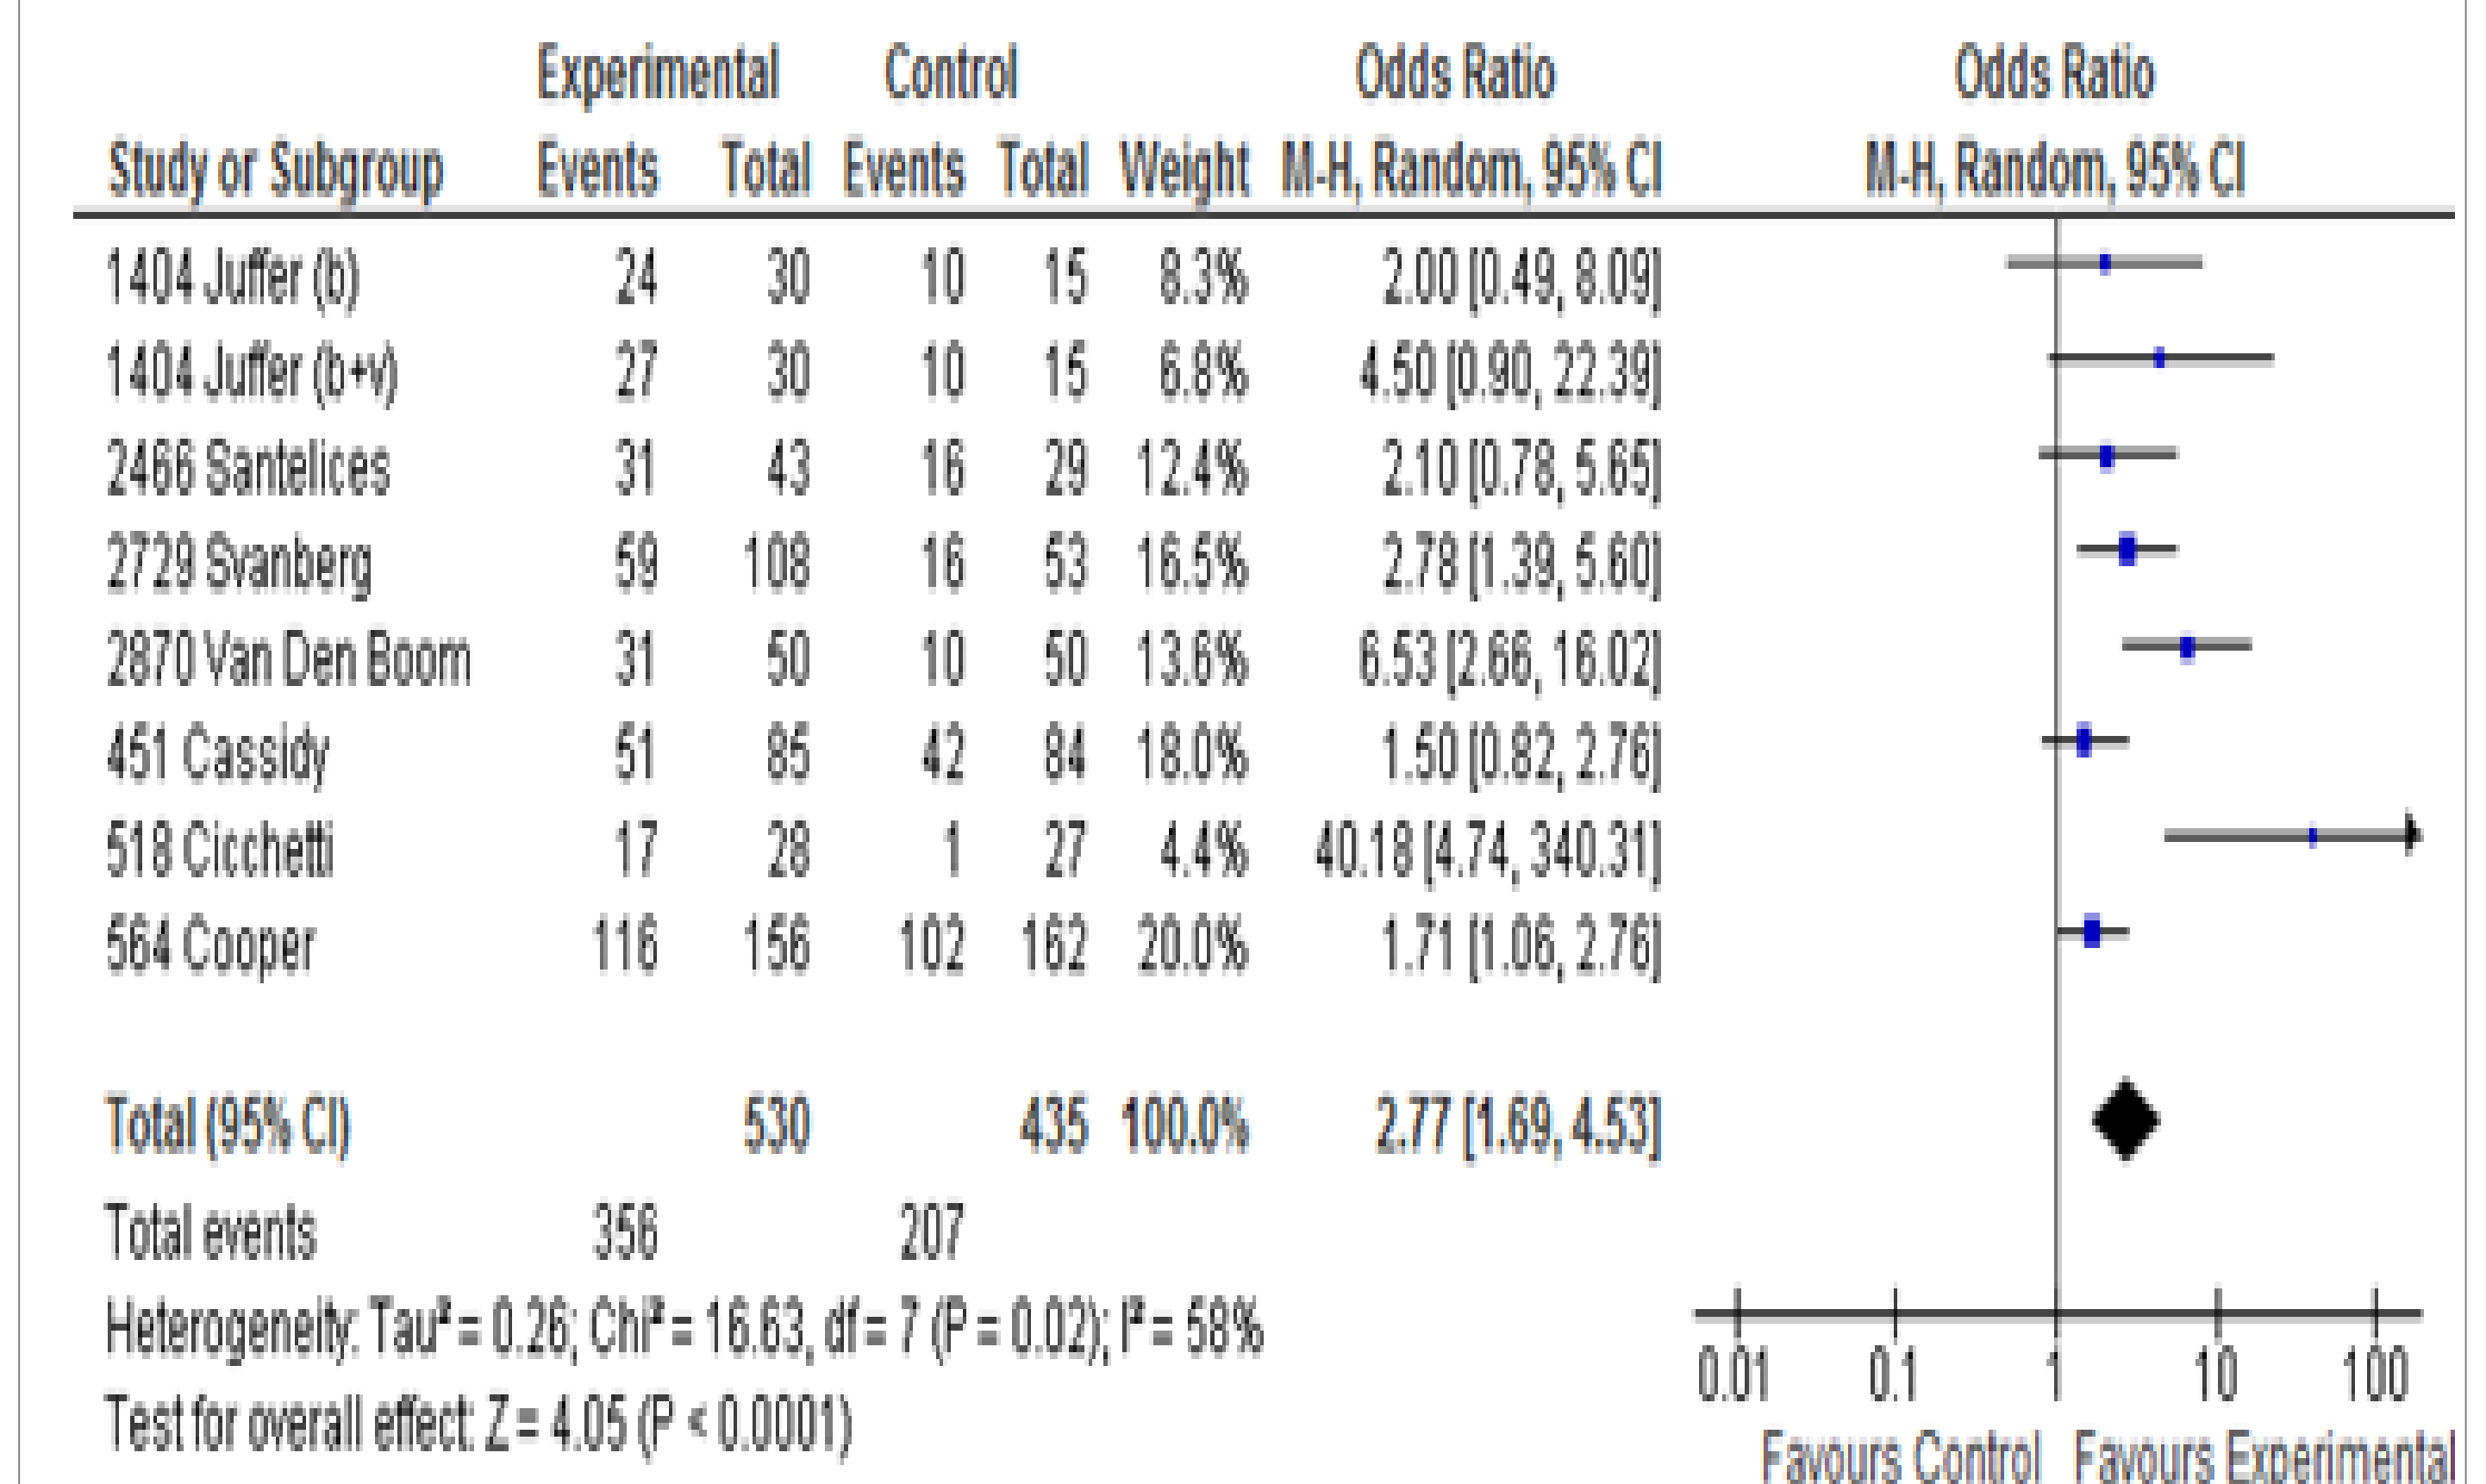 Experimental Control Odds Ratio Odds Ratio
Study or Subgroup Events Total Events Total Weight M-H, Random, 95% CI M-H, Random, 95% CI
1404 Juffer (b) 24 30 10 15 8.3% 2.00 [0.49, 8.09]
1404 Juffer (b+v) 27 30 10 15 6.8% 4.50 [0.90, 22.39]
2466 Santelices 31 43 16 29 12.4% 2.10 [0.78, 5.65]
2729 Svanberg 59 108 16 53 16.5% 2.78 [1.39, 5.60]
2870 Van Den Boom 31 50 10 50 13.6% 6.53 [2.66, 16.02]
451 Cassidy 51 85 42 84 18.0% 1.50 [0.82, 2.76]
518 Cicchetti 17 28 1 27 4.4% 40.18 [4.74, 340.31]
564 Cooper 116 156 102 162 20.0% 1.71 [1.06, 2.76]
Total (95% CI) 530 435 100.0% 2.77 [1.69, 4.53]
Total events 356 207
Heterogeneity: Tau² = 0.26; Chi² = 16.63, df = 7 (P = 0.02); I² = 58%
Test for overall effect: Z = 4.05 (P < 0.0001)
0.01 0.1 1 10 100
Favours Control Favours Experimental